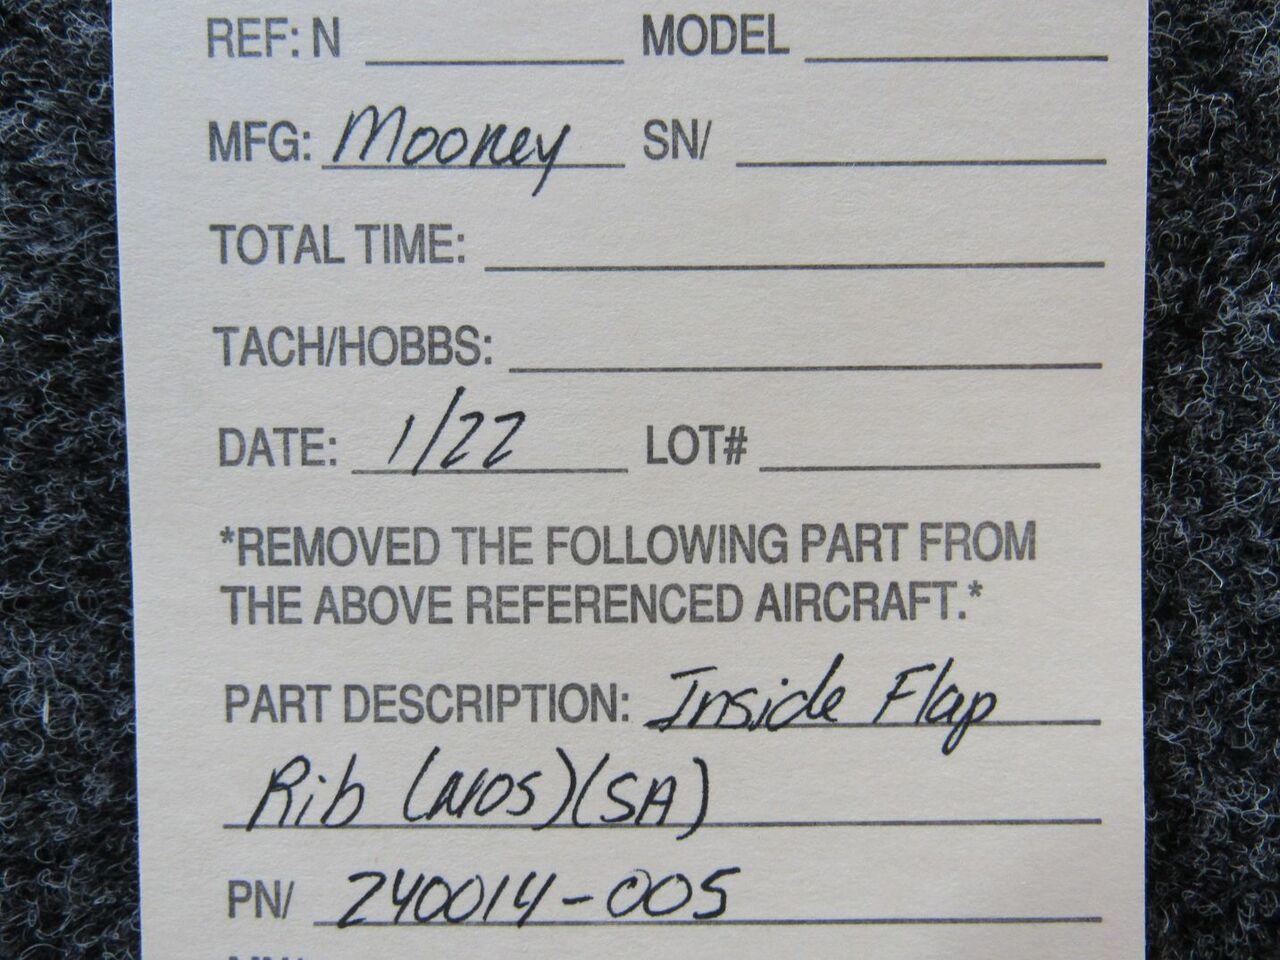 REF: N MODEL
MFG: Mooney SN/
TOTAL TIME:
TACH/HOBBS:
DATE: 1/22 LOT#
*REMOVED THE FOLLOWING PART FROM
THE ABOVE REFERENCED AIRCRAFT.*
PART DESCRIPTION: Inside Flap
Rib (NOS)(SA)
PN/ 240014-005